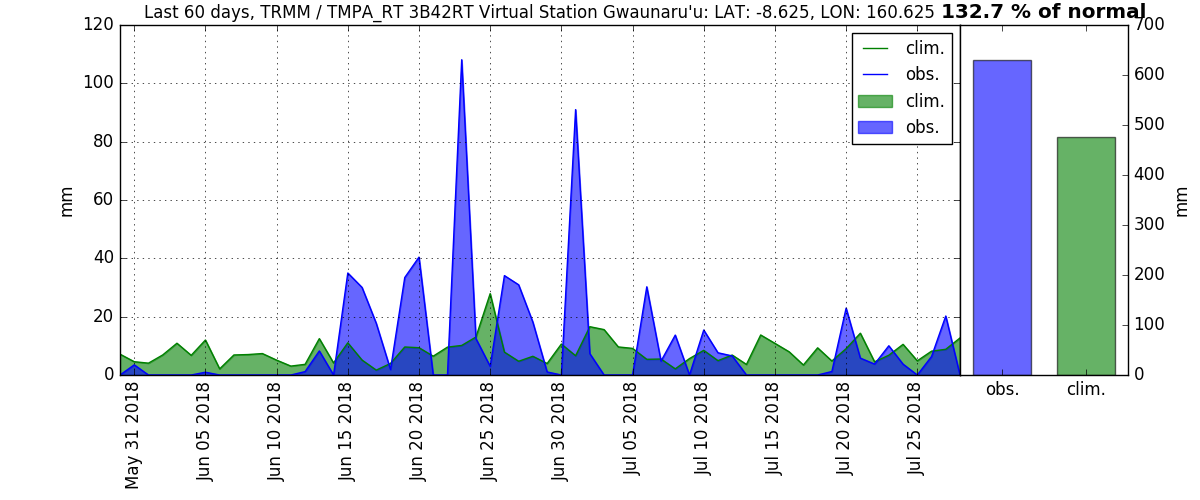 Last 60 days, TRMM / TMPA_RT 3B42RT Virtual Station Gwaunaru'u: LAT: -8.625, LON: 160.625 132.7 % of normal
120
100
80
60
40
20
0
mm
clim.
obs.
clim.
obs.
700
600
500
400
300
200
100
0
mm
May 31 2018
Jun 05 2018
Jun 10 2018
Jun 15 2018
Jun 20 2018
Jun 25 2018
Jun 30 2018
Jul 05 2018
Jul 10 2018
Jul 15 2018
Jul 20 2018
Jul 25 2018
obs.
clim.